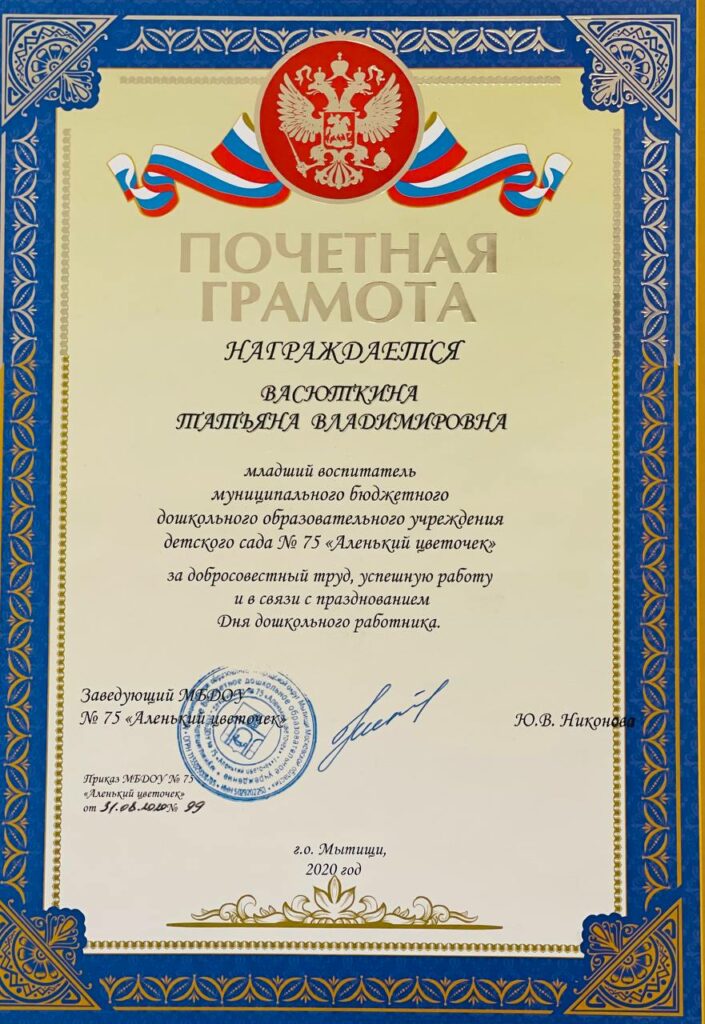 ПОЧЕТНАЯ
ГРАМОТА
НАГРАЖДАЕТСЯ
ВАСЮТКИНА
ТАТЬЯНА ВЛАДИМИРОВНА
младший воспитатель
муниципального бюджетного
дошкольного образовательного учреждения
детского сада № 75 «Аленький цветочек»
за добросовестный труд, успешную работу
и в связи с празднованием
Дня дошкольного работника.
Заведующий МБДОУ
№ 75 «Аленький цветочек»
Ю.В. Никонова
Приказ МБДОУ № 75
«Аленький цветочек»
от 31.08.2020 № 99
г.о. Мытищи,
2020 год